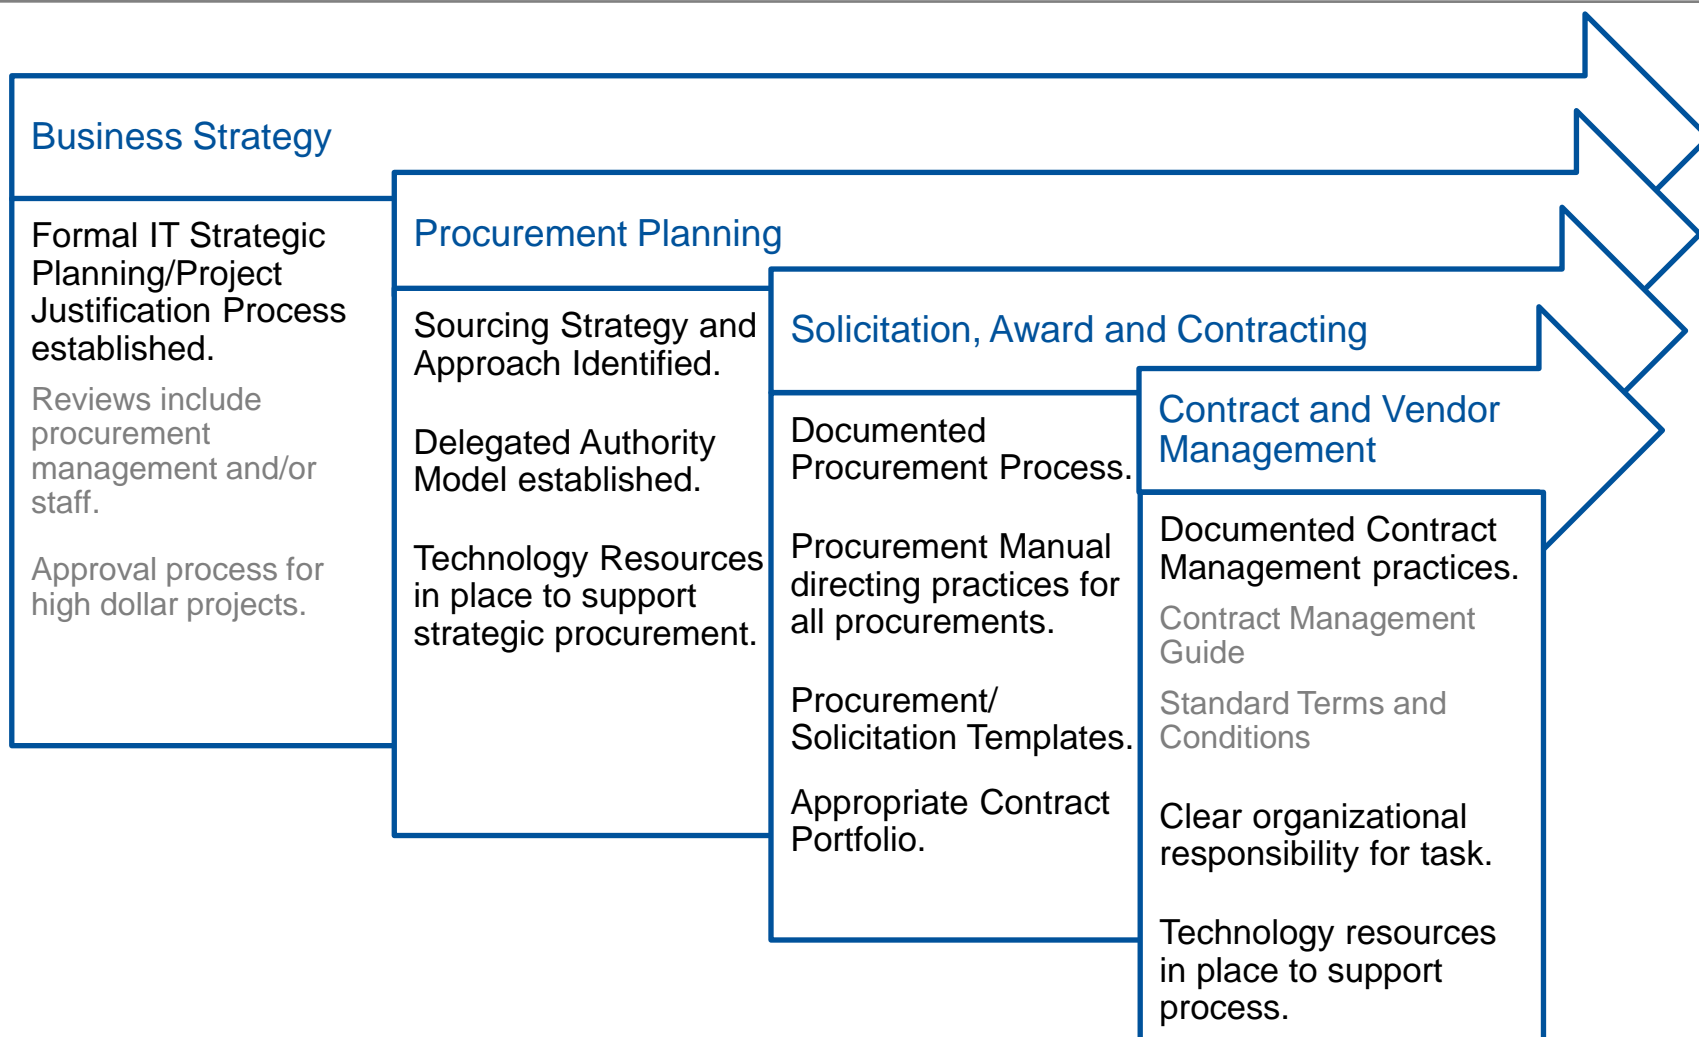 Business Strategy
Formal IT Strategic
Planning/Project
Justification Process
established.
Reviews include
procurement
management and/or
staff.
Approval process for
high dollar projects.
Procurement Planning
Sourcing Strategy and
Approach Identified.
Delegated Authority
Model established.
Technology Resources
in place to support
strategic procurement.
Solicitation, Award and Contracting
Documented
Procurement Process.
Procurement Manual
directing practices for
all procurements.
Procurement/
Solicitation Templates.
Appropriate Contract
Portfolio.
Contract and Vendor
Management
Documented Contract
Management practices.
Contract Management
Guide
Standard Terms and
Conditions
Clear organizational
responsibility for task.
Technology resources
in place to support
process.